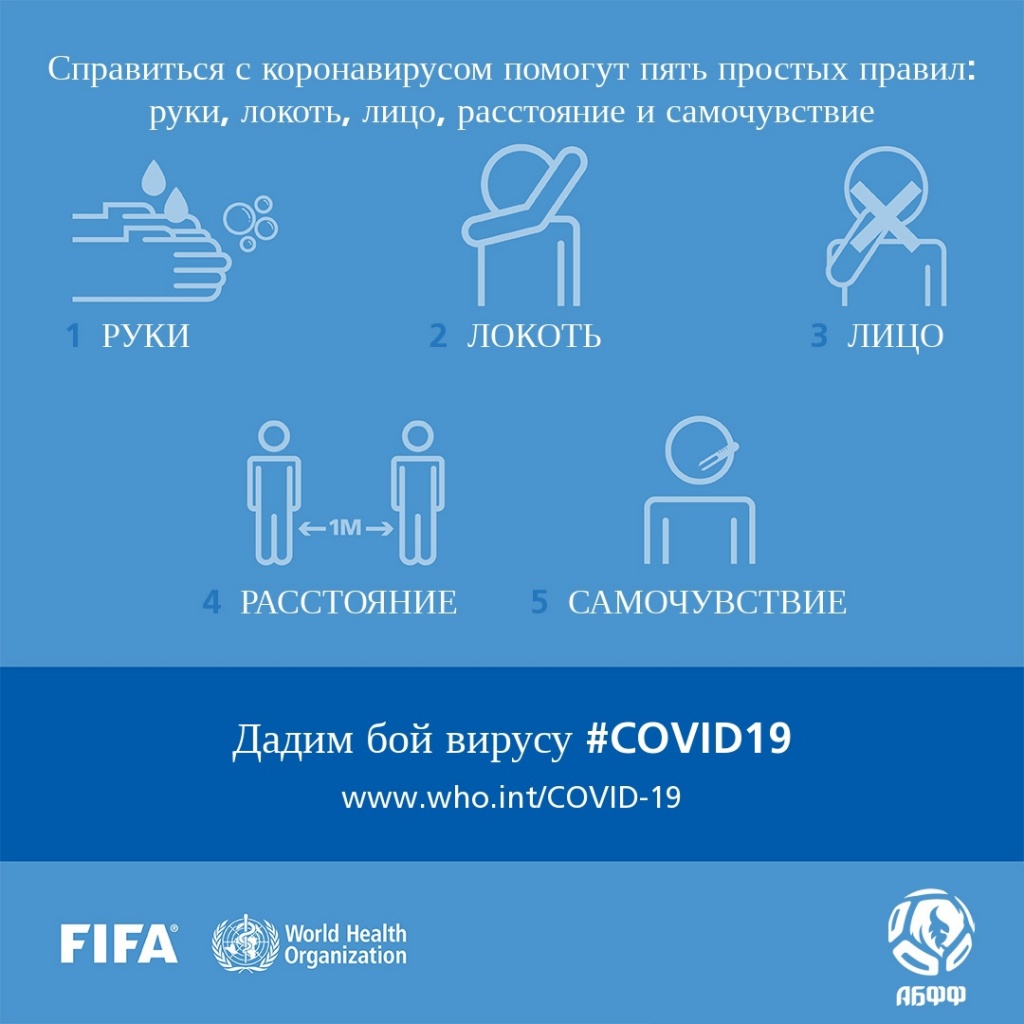 Справиться с коронавирусом помогут пять простых правил:
руки, локоть, лицо, расстояние и самочувствие
1 РУКИ
2 ЛОКОТЬ
3 ЛИЦО
←1М→
4 РАССТОЯНИЕ
5 САМОЧУВСТВИЕ
Дадим бой вирусу #COVID19
www.who.int/COVID-19
FIFA®
World Health
Organization
АБФФ